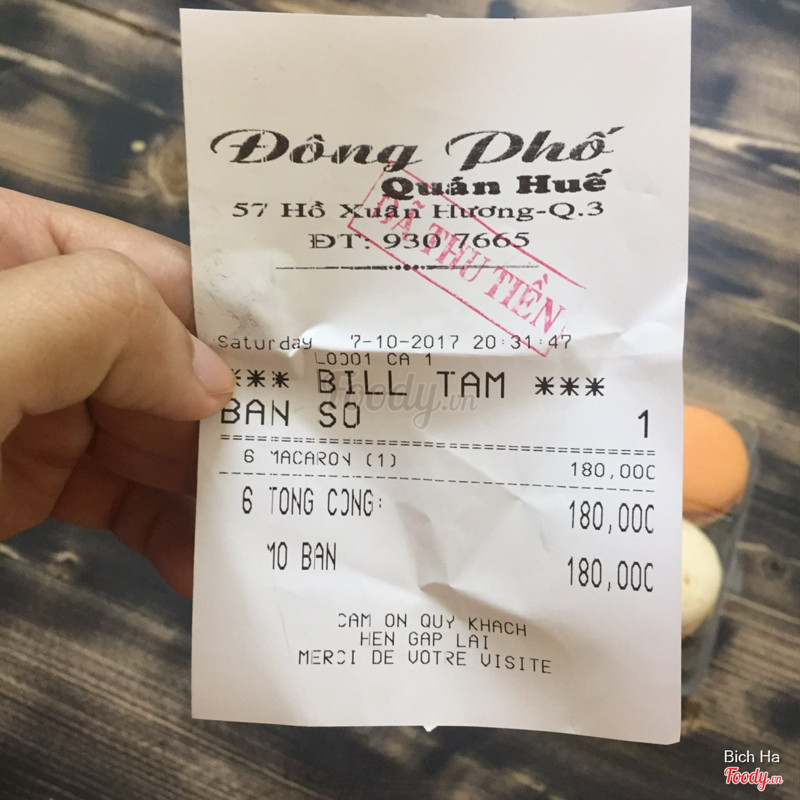 Đông Phố
Quán Huế
57 Hồ Xuân Hương-Q.3
ĐT: 930 7665
ĐÃ THU TIỀN
Saturday 7-10-2017 20:31:47
L0001 CA 1
*** BILL TAM ***
BAN SO 1
6 MACARON (1) 180,000
6 TONG CONG: 180,000
MO BAN 180,000
CAM ON QUY KHACH
HEN GAP LAI
MERCI DE VOTRE VISITE
Foody.vn
Bich Ha
Foody.vn